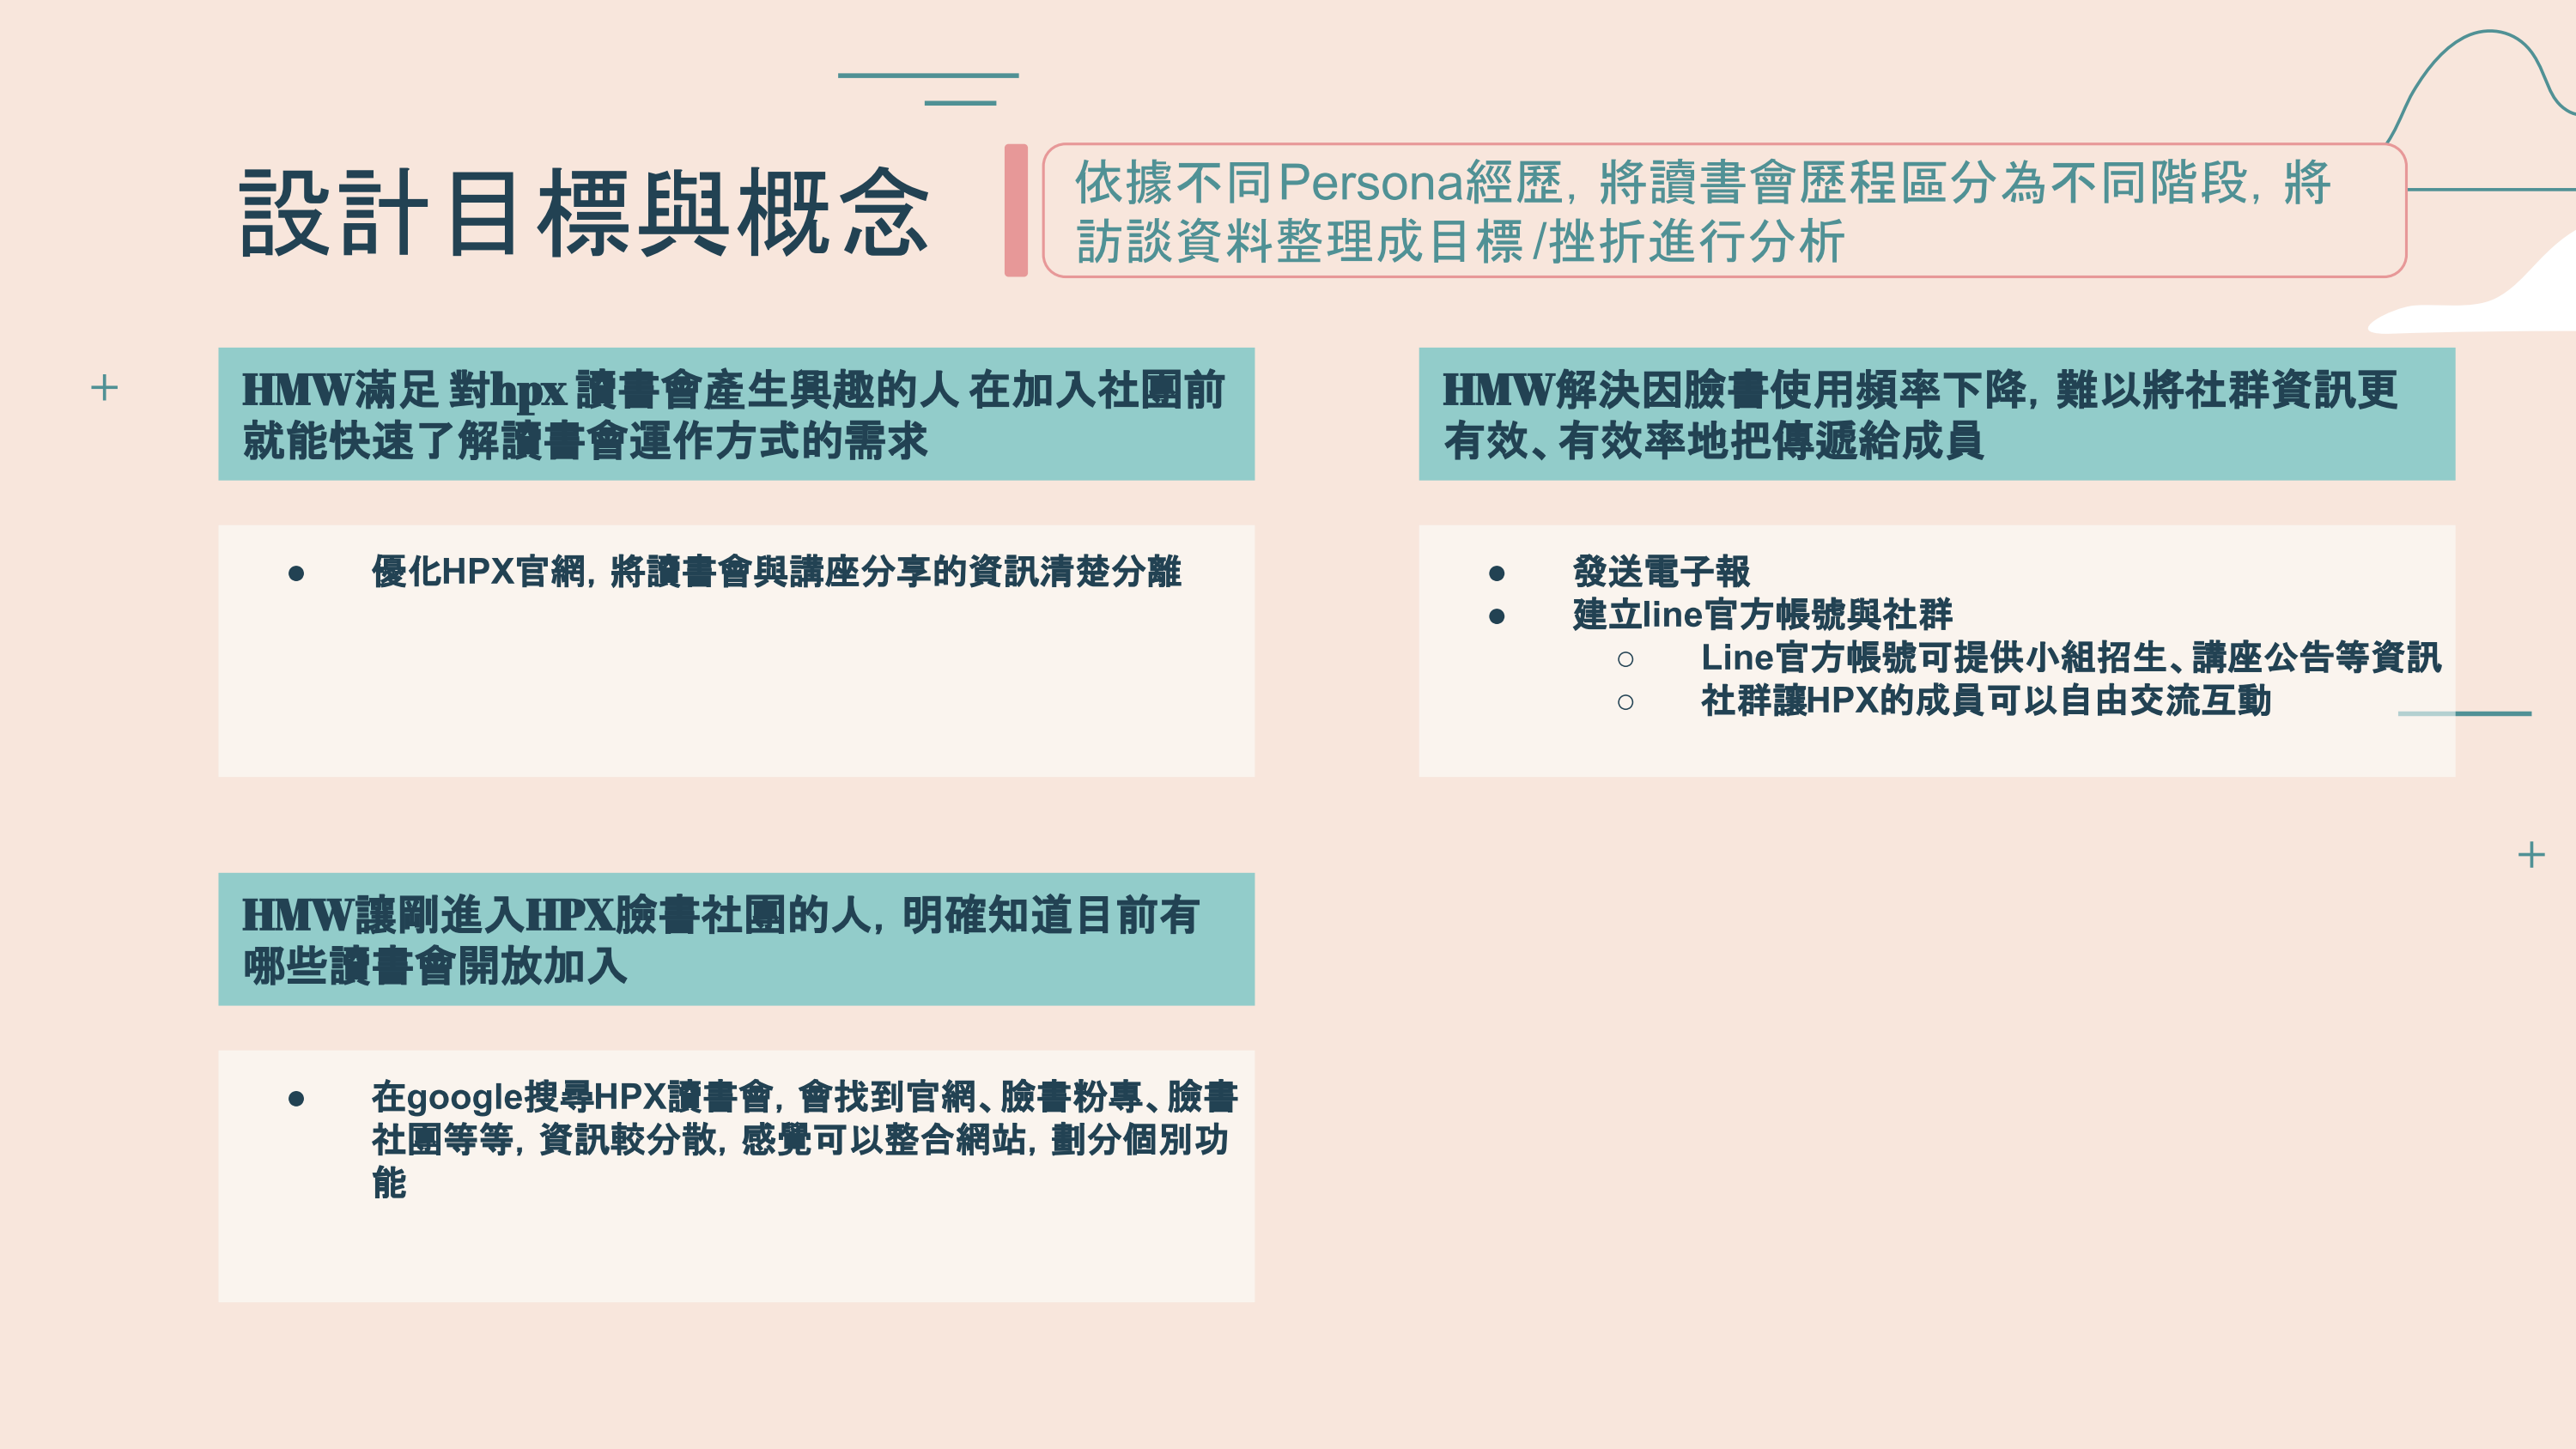 設計目標與概念
依據不同Persona經歷，將讀書會歷程區分為不同階段，將
訪談資料整理成目標/挫折進行分析
HMW滿足 對hpx 讀書會產生興趣的人 在加入社團前
就能快速了解讀書會運作方式的需求
● 優化HPX官網，將讀書會與講座分享的資訊清楚分離
HMW解決因臉書使用頻率下降，難以將社群資訊更
有效、有效率地把傳遞給成員
● 發送電子報
● 建立line官方帳號與社群
○ Line官方帳號可提供小組招生、講座公告等資訊
○ 社群讓HPX的成員可以自由交流互動
HMW讓剛進入HPX臉書社團的人，明確知道目前有
哪些讀書會開放加入
● 在google搜尋HPX讀書會，會找到官網、臉書粉專、臉書
社團等等，資訊較分散，感覺可以整合網站，劃分個別功
能